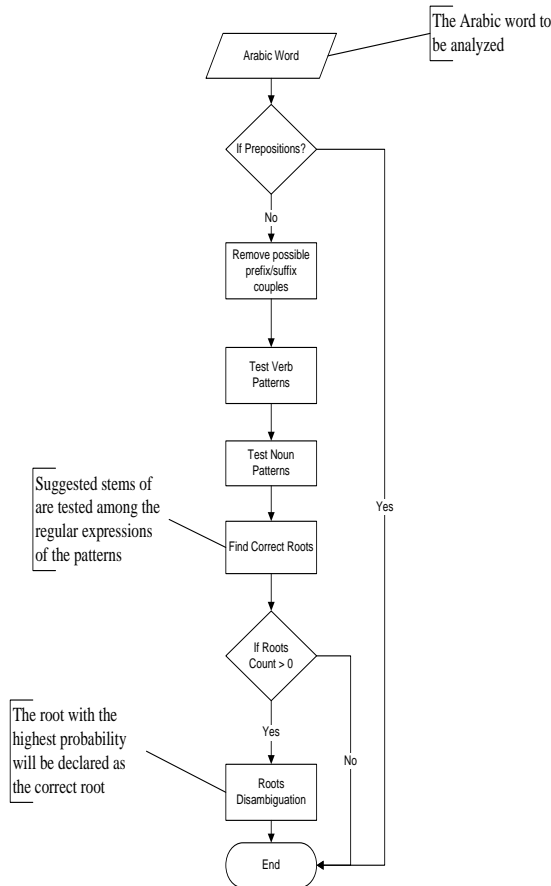 The Arabic word to
be analyzed
Arabic Word
If Prepositions?
No
Remove possible
prefix/suffix
couples
Test Verb
Patterns
Test Noun
Patterns
Yes
Suggested stems of
are tested among the
regular expressions
of the patterns
Find Correct Roots
If Roots
Count > 0
Yes
No
The root with the
highest probability
will be declared as
the correct root
Roots
Disambiguation
End